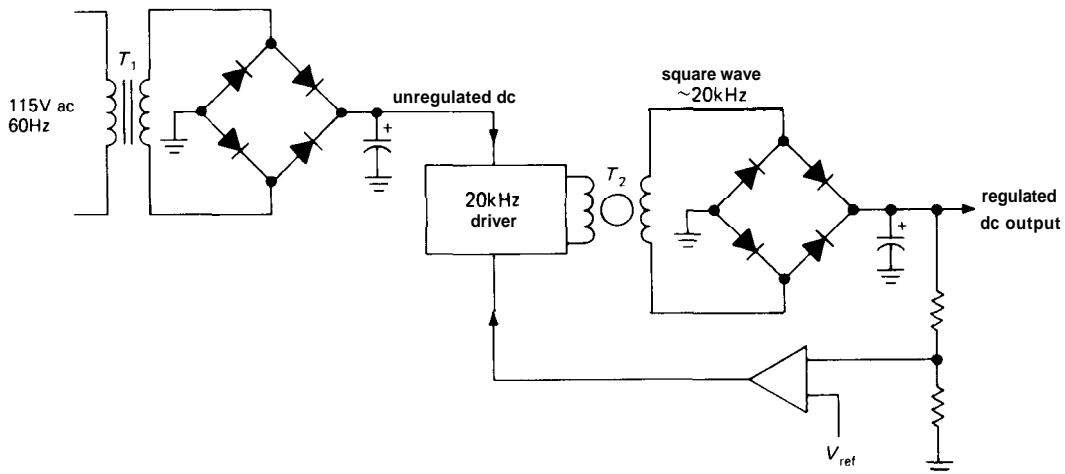 T1
115V ac
60Hz
unregulated dc
square wave
~20kHz
T2
20kHz
driver
regulated
dc output
+
+
Vref